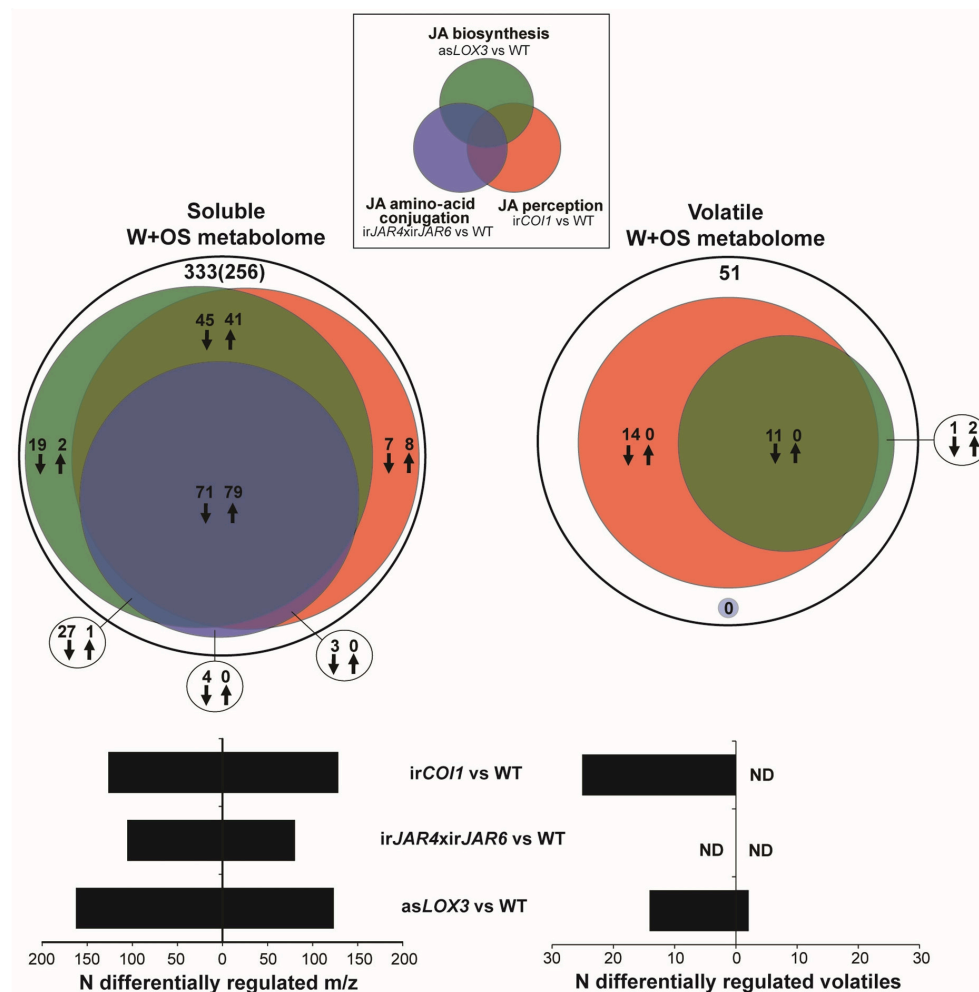 JA biosynthesis
asLOX3 vs WT
JA amino-acid
conjugation
irJAR4xirJAR6 vs WT
JA perception
irCOI1 vs WT
Soluble
W+OS metabolome
333(256)
45 41
19 2
7 8
71 79
27 1
4 0
3 0
Volatile
W+OS metabolome
51
14 0
11 0
1 2
0
irCOI1 vs WT
irJAR4xirJAR6 vs WT
asLOX3 vs WT
200 150 100 50 0 50 100 150 200
N differentially regulated m/z
ND
ND ND
30 20 10 0 10 20 30
N differentially regulated volatiles